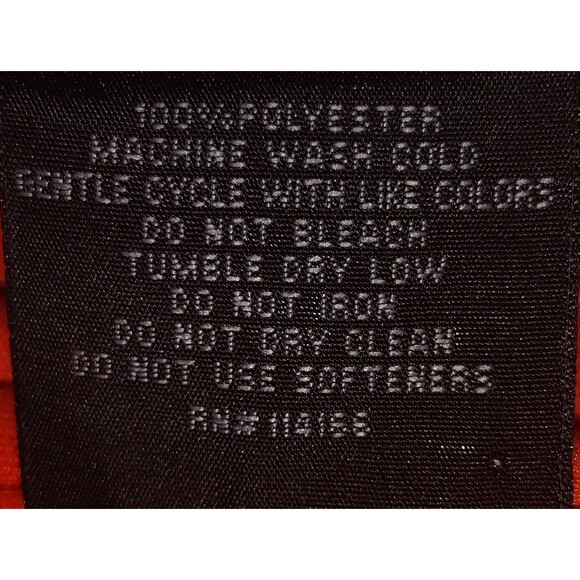 100% POLYESTER
MACHINE WASH COLD
GENTLE CYCLE WITH LIKE COLORS
DO NOT BLEACH
TUMBLE DRY LOW
DO NOT IRON
DO NOT DRY CLEAN
DO NOT USE SOFTENERS
RN#